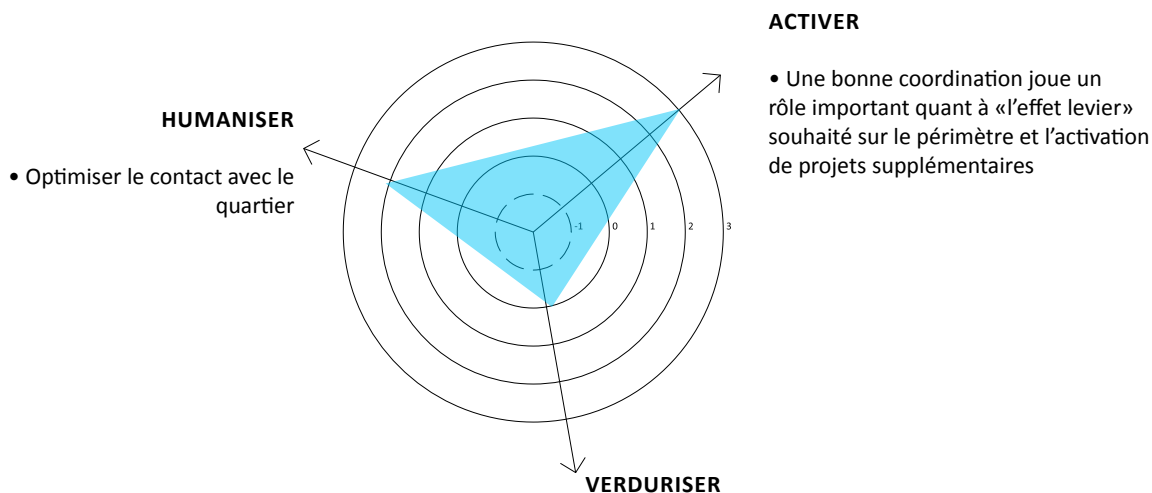 ACTIVER
• Une bonne coordination joue un
rôle important quant à «l’effet levier»
souhaité sur le périmètre et l’activation
de projets supplémentaires
HUMANISER
• Optimiser le contact avec le
quartier
-1
0
1
2
3
VERDURISER